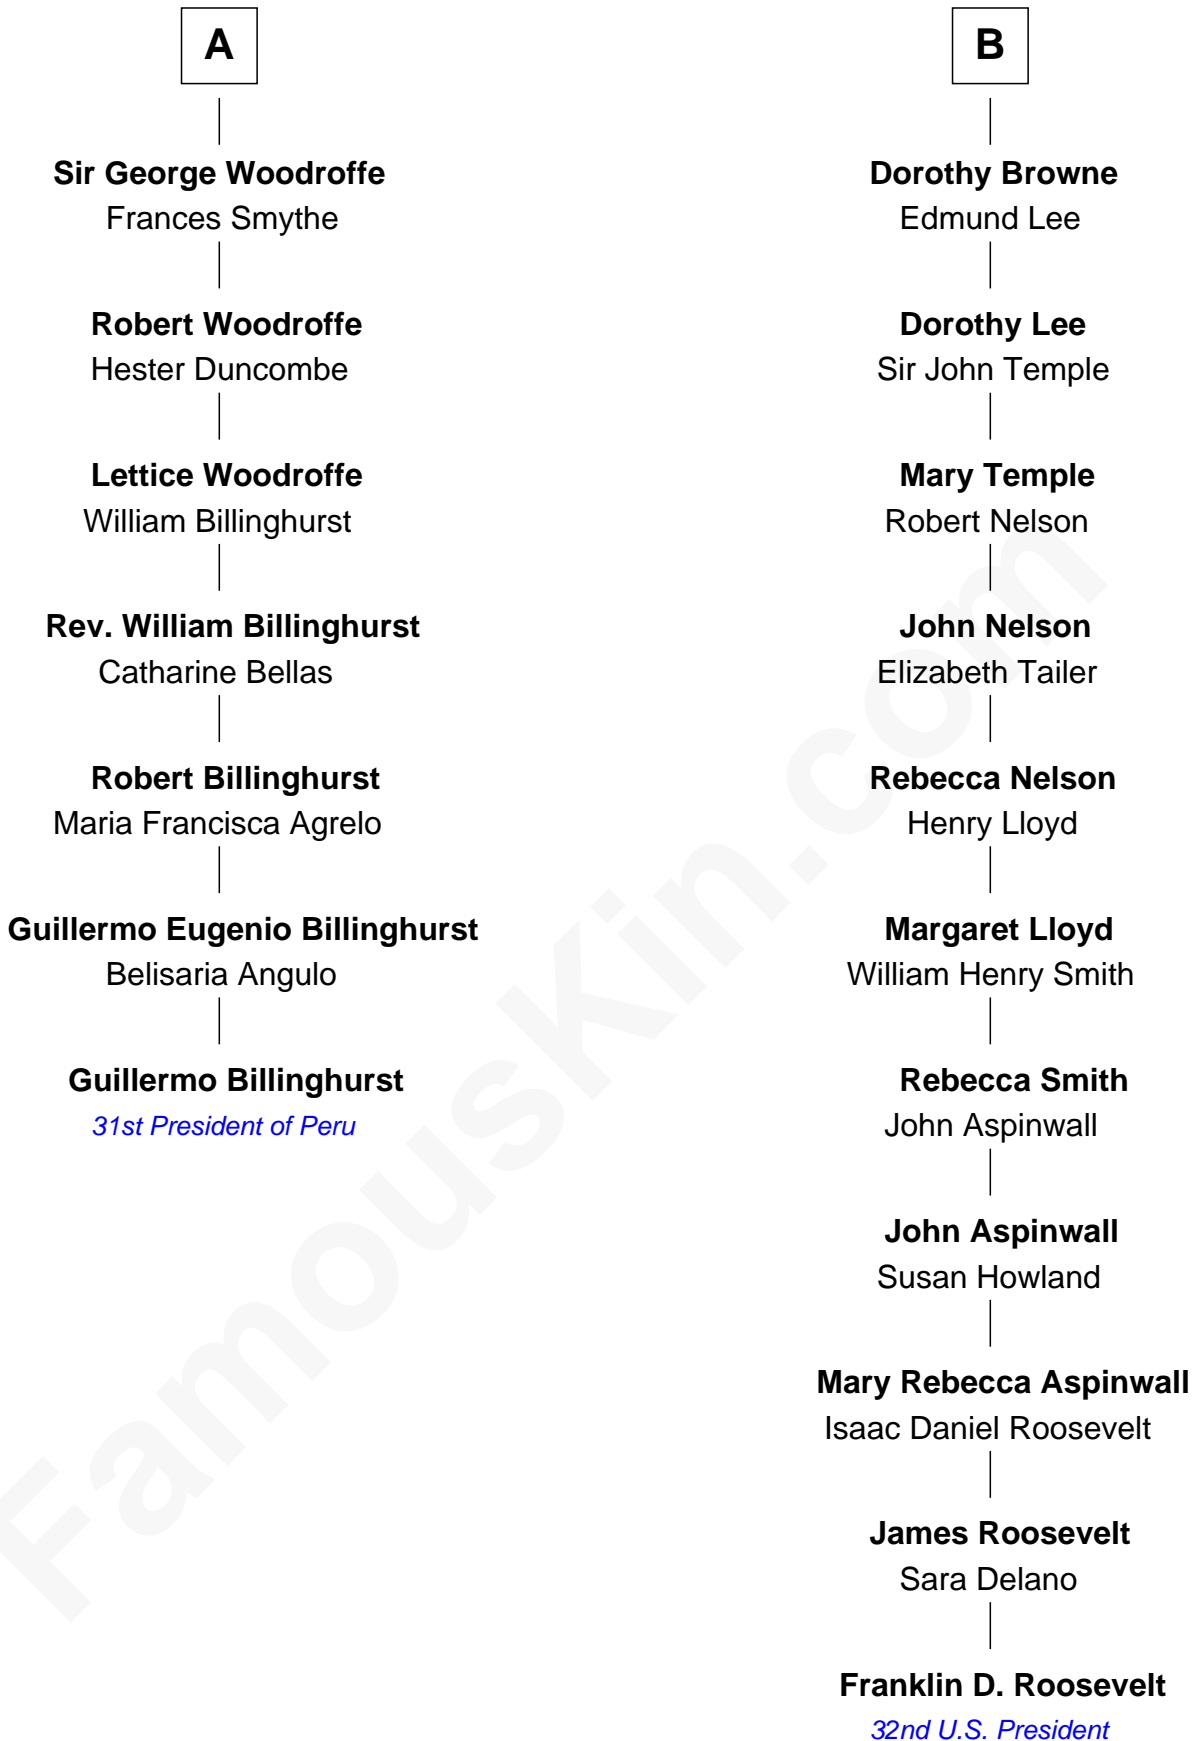 A
Sir George Woodroffe
Frances Smythe
Robert Woodroffe
Hester Duncombe
Lettice Woodroffe
William Billinghurst
Rev. William Billinghurst
Catharine Bellas
Robert Billinghurst
Maria Francisca Agrelo
Guillermo Eugenio Billinghurst
Belisaria Angulo
Guillermo Billinghurst
31st President of Peru
B
Dorothy Browne
Edmund Lee
Dorothy Lee
Sir John Temple
Mary Temple
Robert Nelson
John Nelson
Elizabeth Tailer
Rebecca Nelson
Henry Lloyd
Margaret Lloyd
William Henry Smith
Rebecca Smith
John Aspinwall
John Aspinwall
Susan Howland
Mary Rebecca Aspinwall
Isaac Daniel Roosevelt
James Roosevelt
Sara Delano
Franklin D. Roosevelt
32nd U.S. President
FamousKin.com